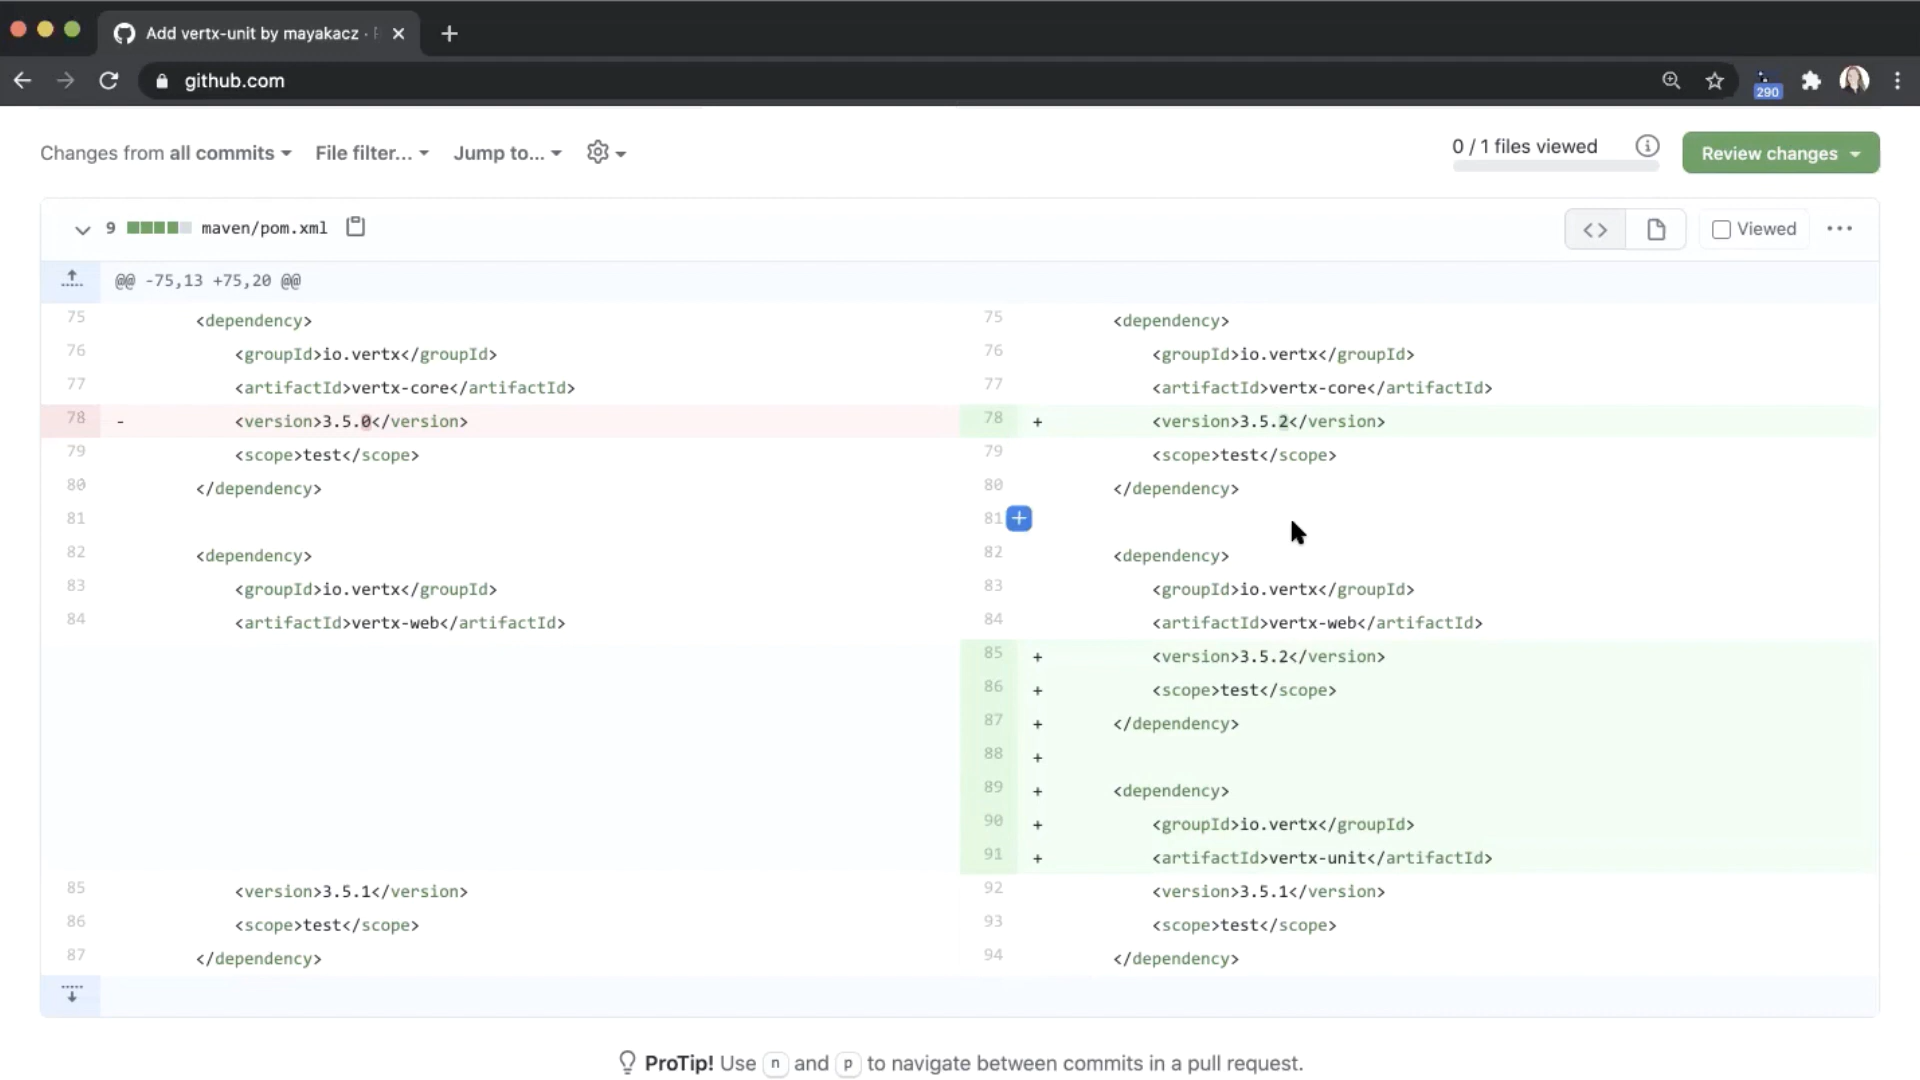 Add vertx-unit by mayakacz ·
github.com
290
Changes from all commits File filter... Jump to...
0 / 1 files viewed
Review changes
9 maven/pom.xml
Viewed
@@ -75,13 +75,20 @@
75 <dependency> 75 <dependency>
76 <groupId>io.vertx</groupId> 76 <groupId>io.vertx</groupId>
77 <artifactId>vertx-core</artifactId> 77 <artifactId>vertx-core</artifactId>
78 - <version>3.5.0</version> 78 + <version>3.5.2</version>
79 <scope>test</scope> 79 <scope>test</scope>
80 </dependency> 80 </dependency>
81 81
82 <dependency> 82 <dependency>
83 <groupId>io.vertx</groupId> 83 <groupId>io.vertx</groupId>
84 <artifactId>vertx-web</artifactId> 84 <artifactId>vertx-web</artifactId>
85 + <version>3.5.2</version>
86 + <scope>test</scope>
87 + </dependency>
88 +
89 + <dependency>
90 + <groupId>io.vertx</groupId>
91 + <artifactId>vertx-unit</artifactId>
85 <version>3.5.1</version> 92 <version>3.5.1</version>
86 <scope>test</scope> 93 <scope>test</scope>
87 </dependency> 94 </dependency>
ProTip! Use n and p to navigate between commits in a pull request.